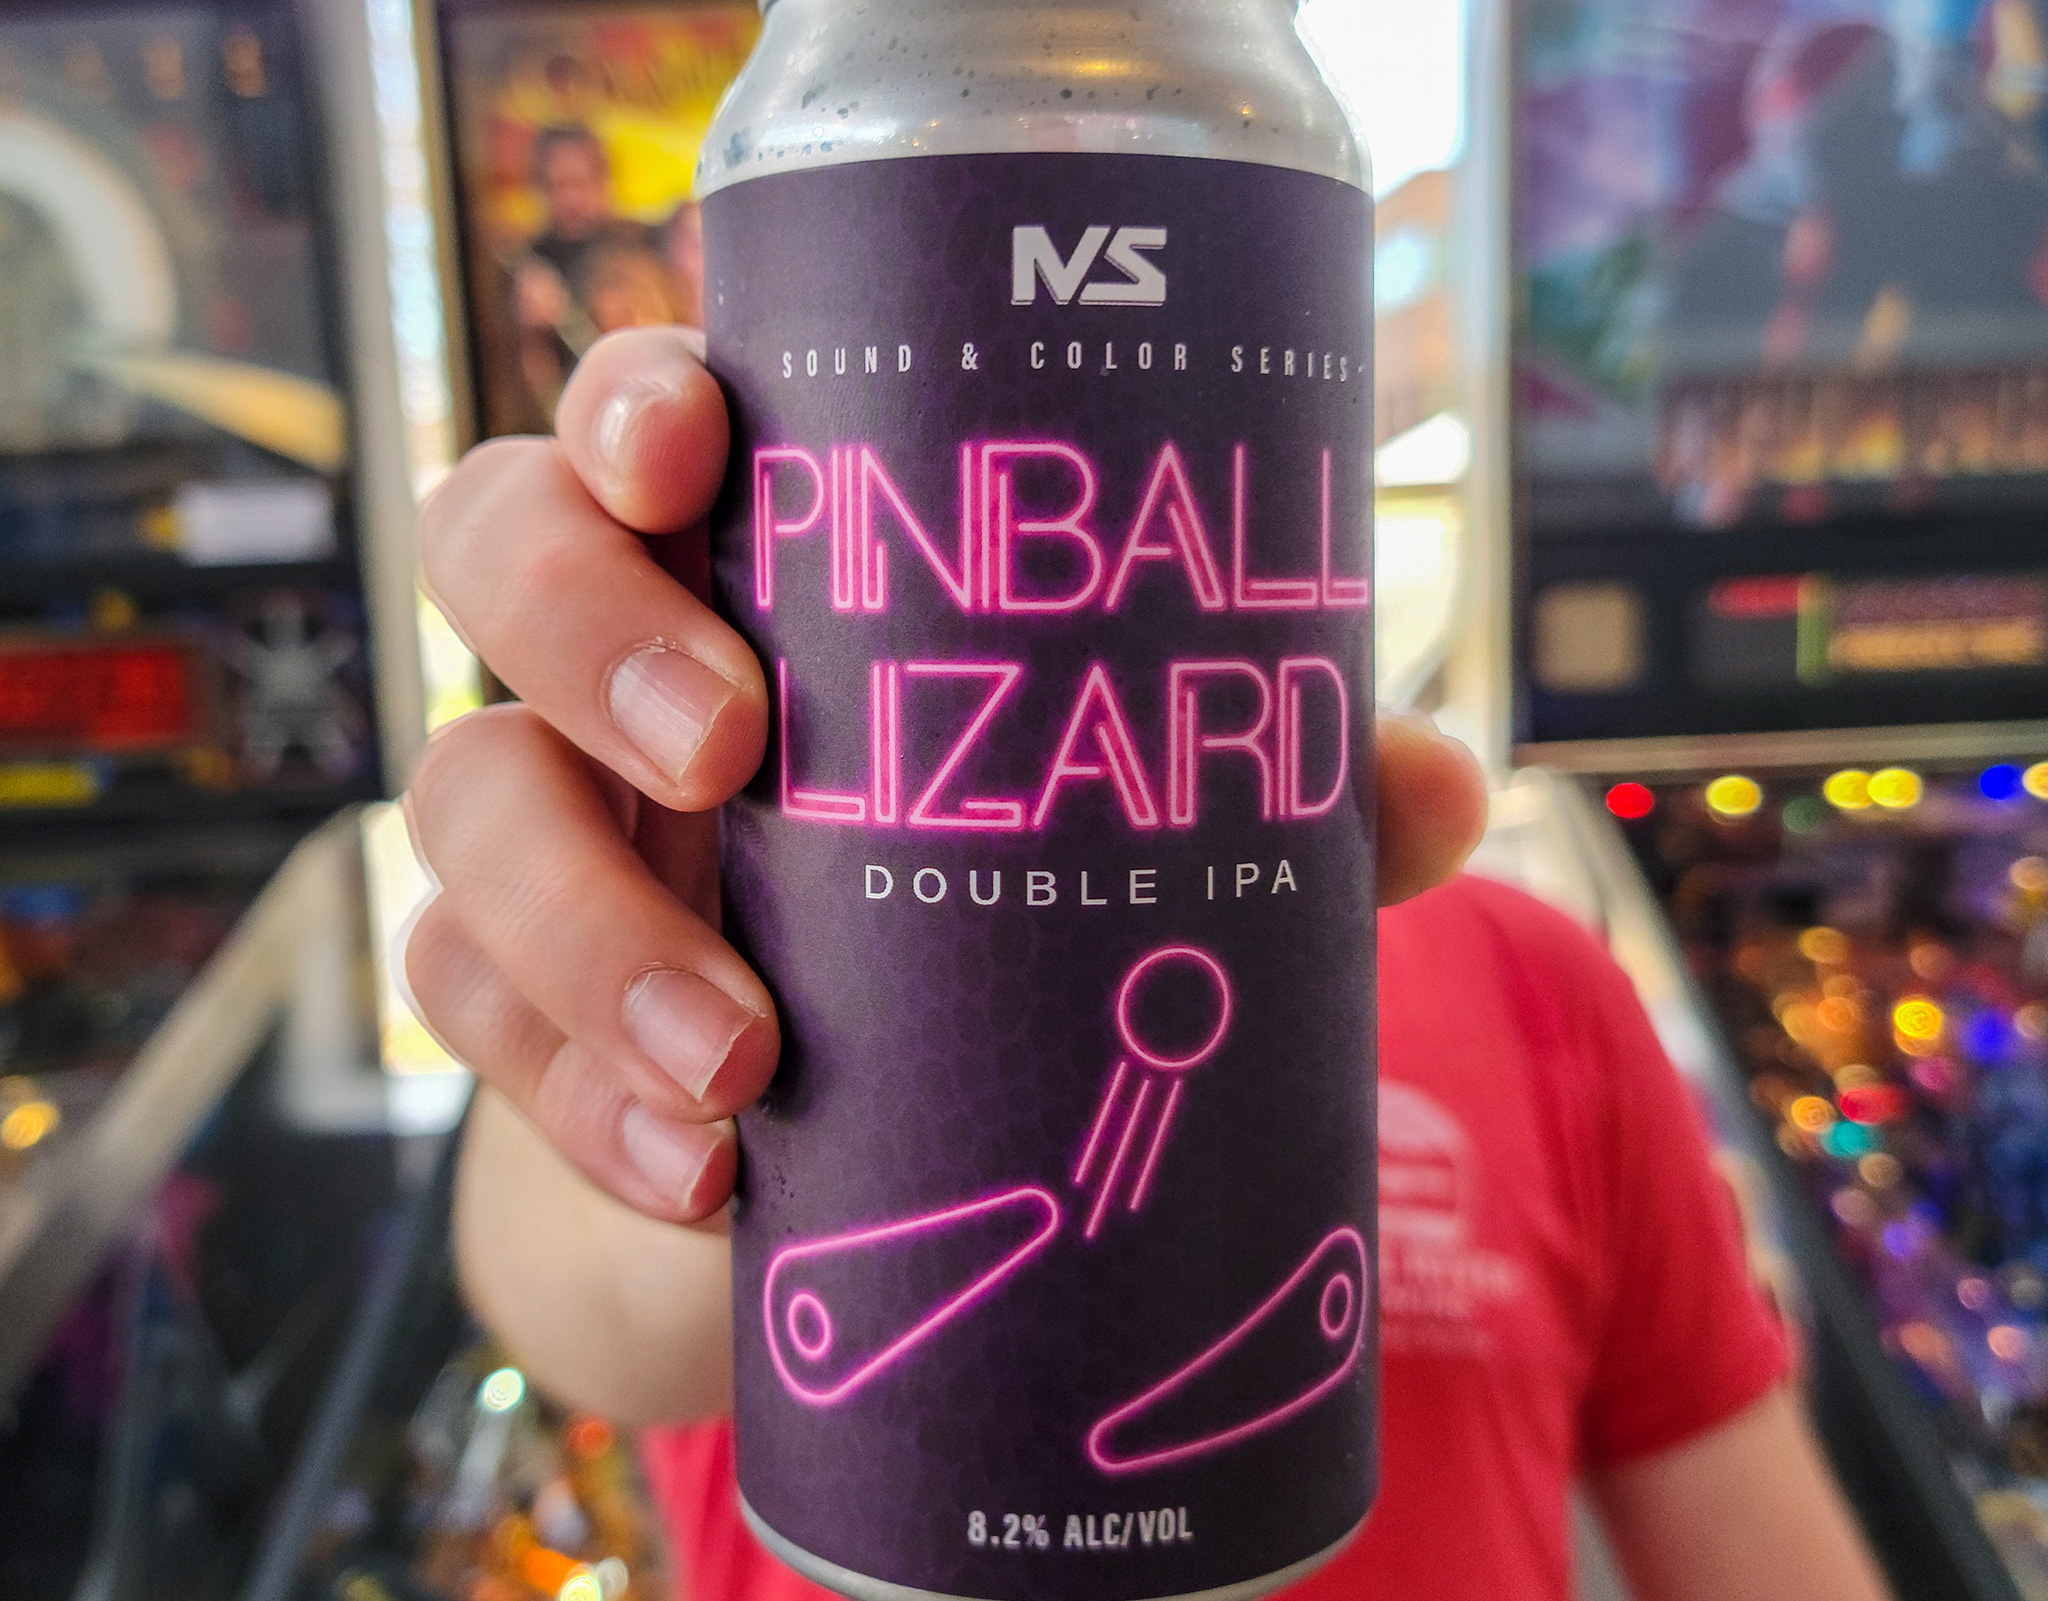 MS
SOUND & COLOR SERIES
PINBALL
LIZARD
DOUBLE IPA
8.2% ALC/VOL